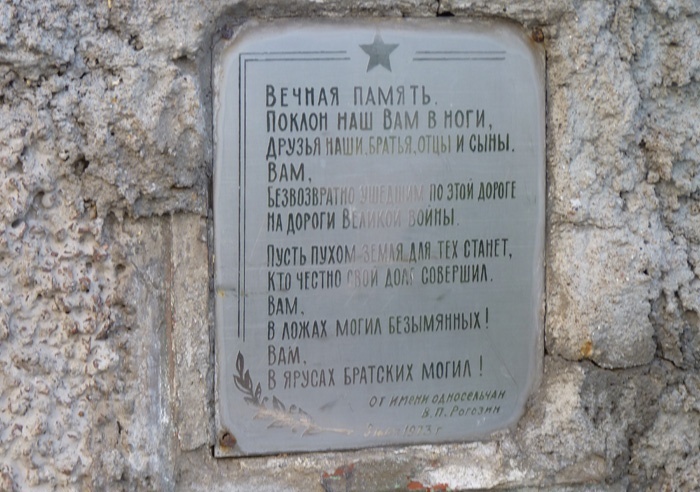 Вечная память.
Поклон наш Вам в ноги,
друзья наши, братья, отцы и сыны.
Вам,
безвозвратно ушедшим по этой дороге
на дороги Великой войны.
Пусть пухом земля для тех станет,
кто честно свой долг совершил.
Вам,
в ложах могил безымянных!
Вам,
в ярусах братских могил!
от имени односельчан
В.П. Рогозин
1973 г